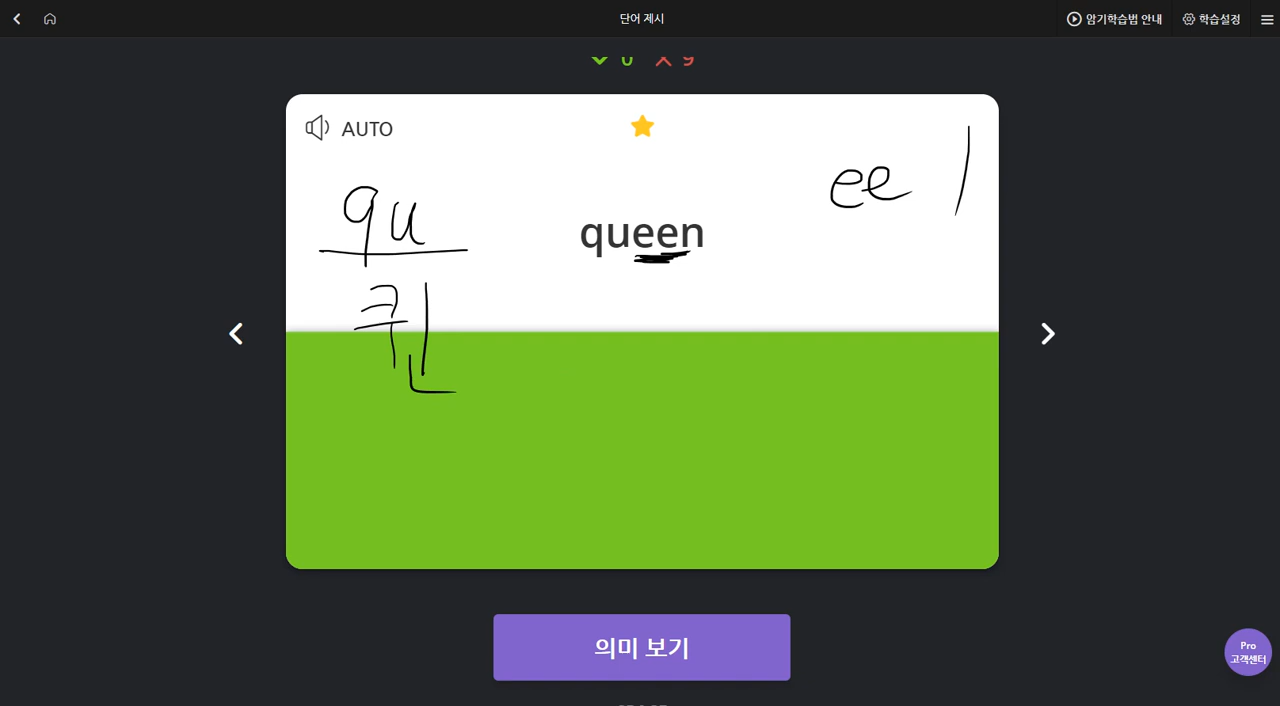 단어 제시
암기학습법 안내
학습설정
AUTO
qu
ee ㅣ
queen
퀸
의미 보기
Pro
고객센터